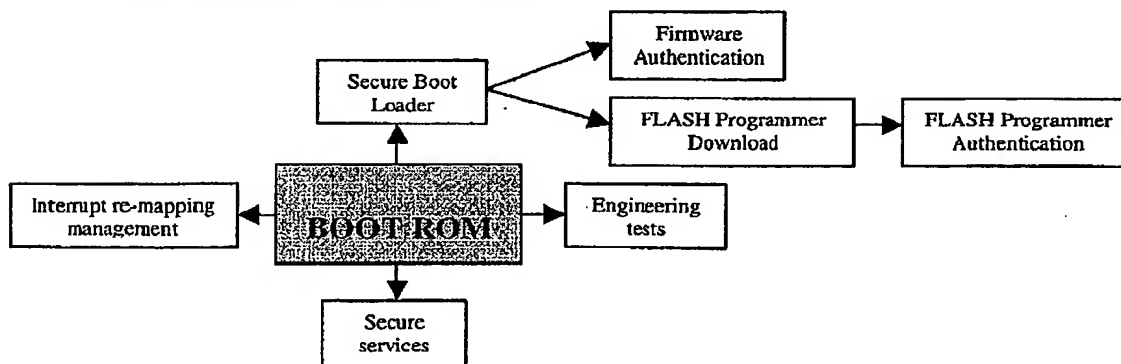 Firmware
Authentication
Secure Boot
Loader
FLASH Programmer
Download
FLASH Programmer
Authentication
Interrupt re-mapping
management
BOOT ROM
Engineering
tests
Secure
services